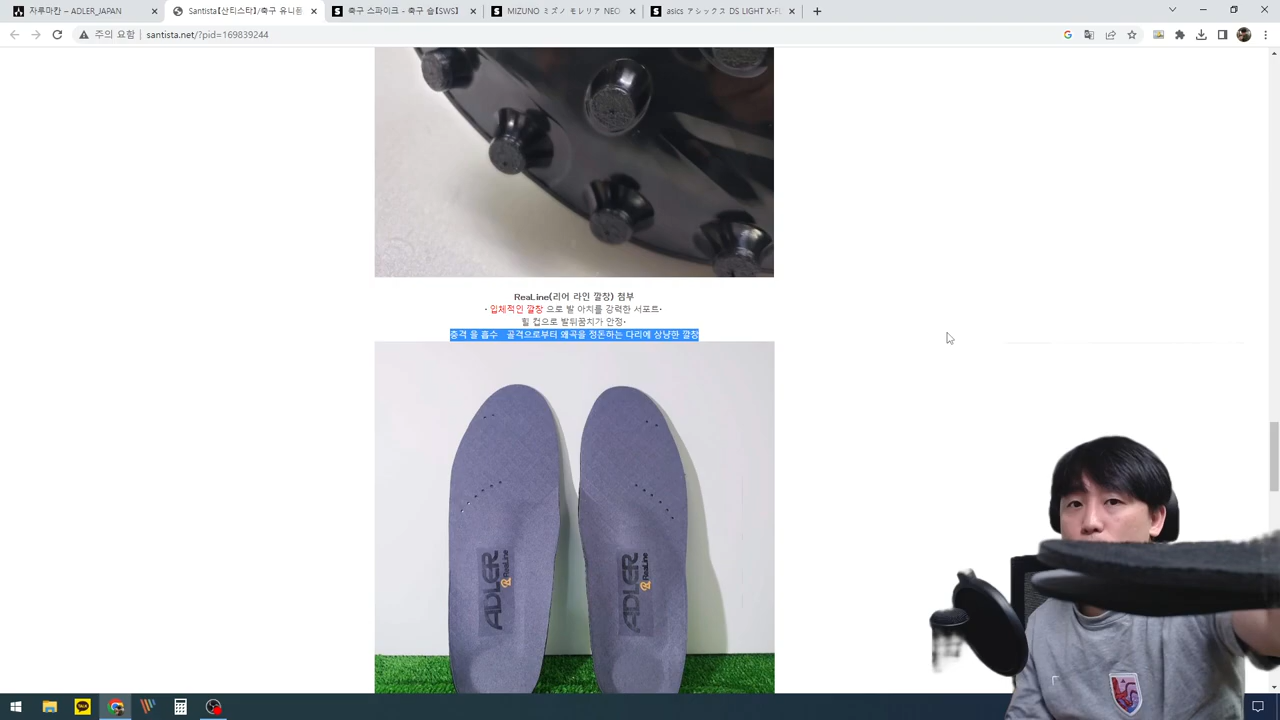 자루마칸 – ADLER_JAPAN
Santista【산티스타】/축구 유니폼
축구 스파이크 - 축구 숍【SWS】
MIZUNO ミズノ モレリア NEO
asics アシックス DS LIGHT X-FL
주의 요함
santista.net/?pid=169839244
ReaLine(리어 라인 깔창) 첨부
· 입체적인 깔창 으로 발 아치를 강력한 서포트·
힐 컵으로 발뒤꿈치가 안정·
충격 을 흡수 골격으로부터 왜곡을 정돈하는 다리에 상냥한 깔창
ADLER
ReaLine
ADLER
ReaLine
TALK